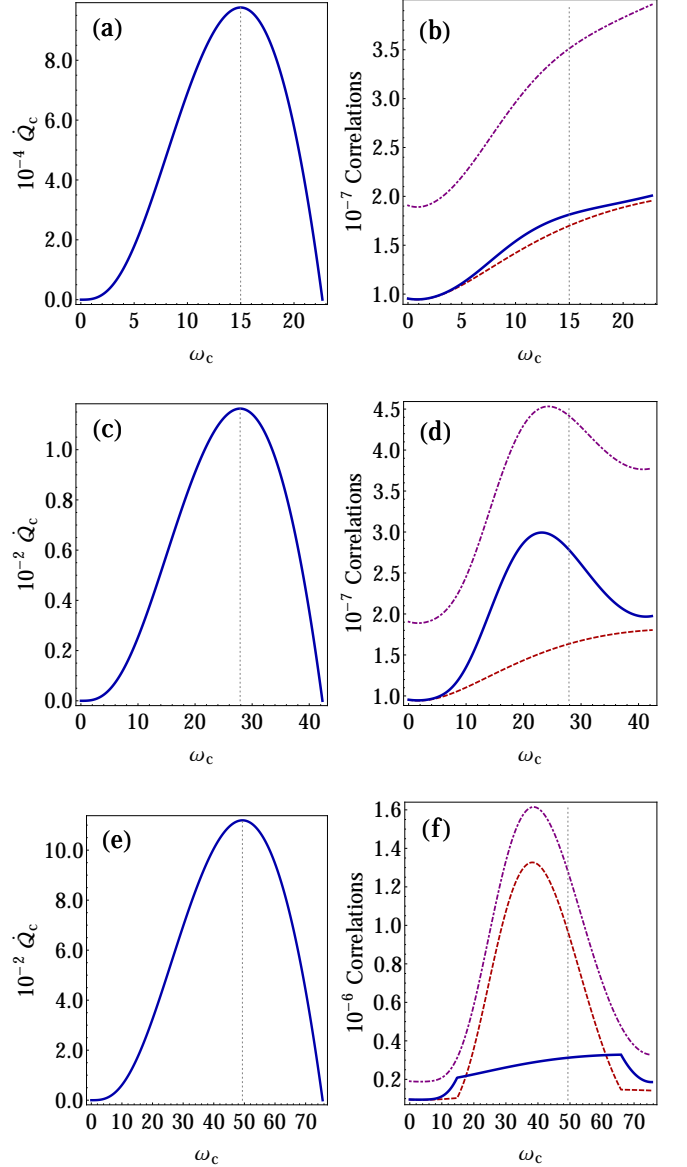 (a)
10⁻⁴ Q̇c
8.0
6.0
4.0
2.0
0.0
0 5 10 15 20
ωc
(b)
10⁻⁷ Correlations
3.5
3.0
2.5
2.0
1.5
1.0
0 5 10 15 20
ωc
(c)
10⁻² Q̇c
1.0
0.8
0.6
0.4
0.2
0.0
0 10 20 30 40
ωc
(d)
10⁻⁷ Correlations
4.5
4.0
3.5
3.0
2.5
2.0
1.5
1.0
0 10 20 30 40
ωc
(e)
10⁻² Q̇c
10.0
8.0
6.0
4.0
2.0
0.0
0 10 20 30 40 50 60 70
ωc
(f)
10⁻⁶ Correlations
1.6
1.4
1.2
1.0
0.8
0.6
0.4
0.2
0 10 20 30 40 50 60 70
ωc